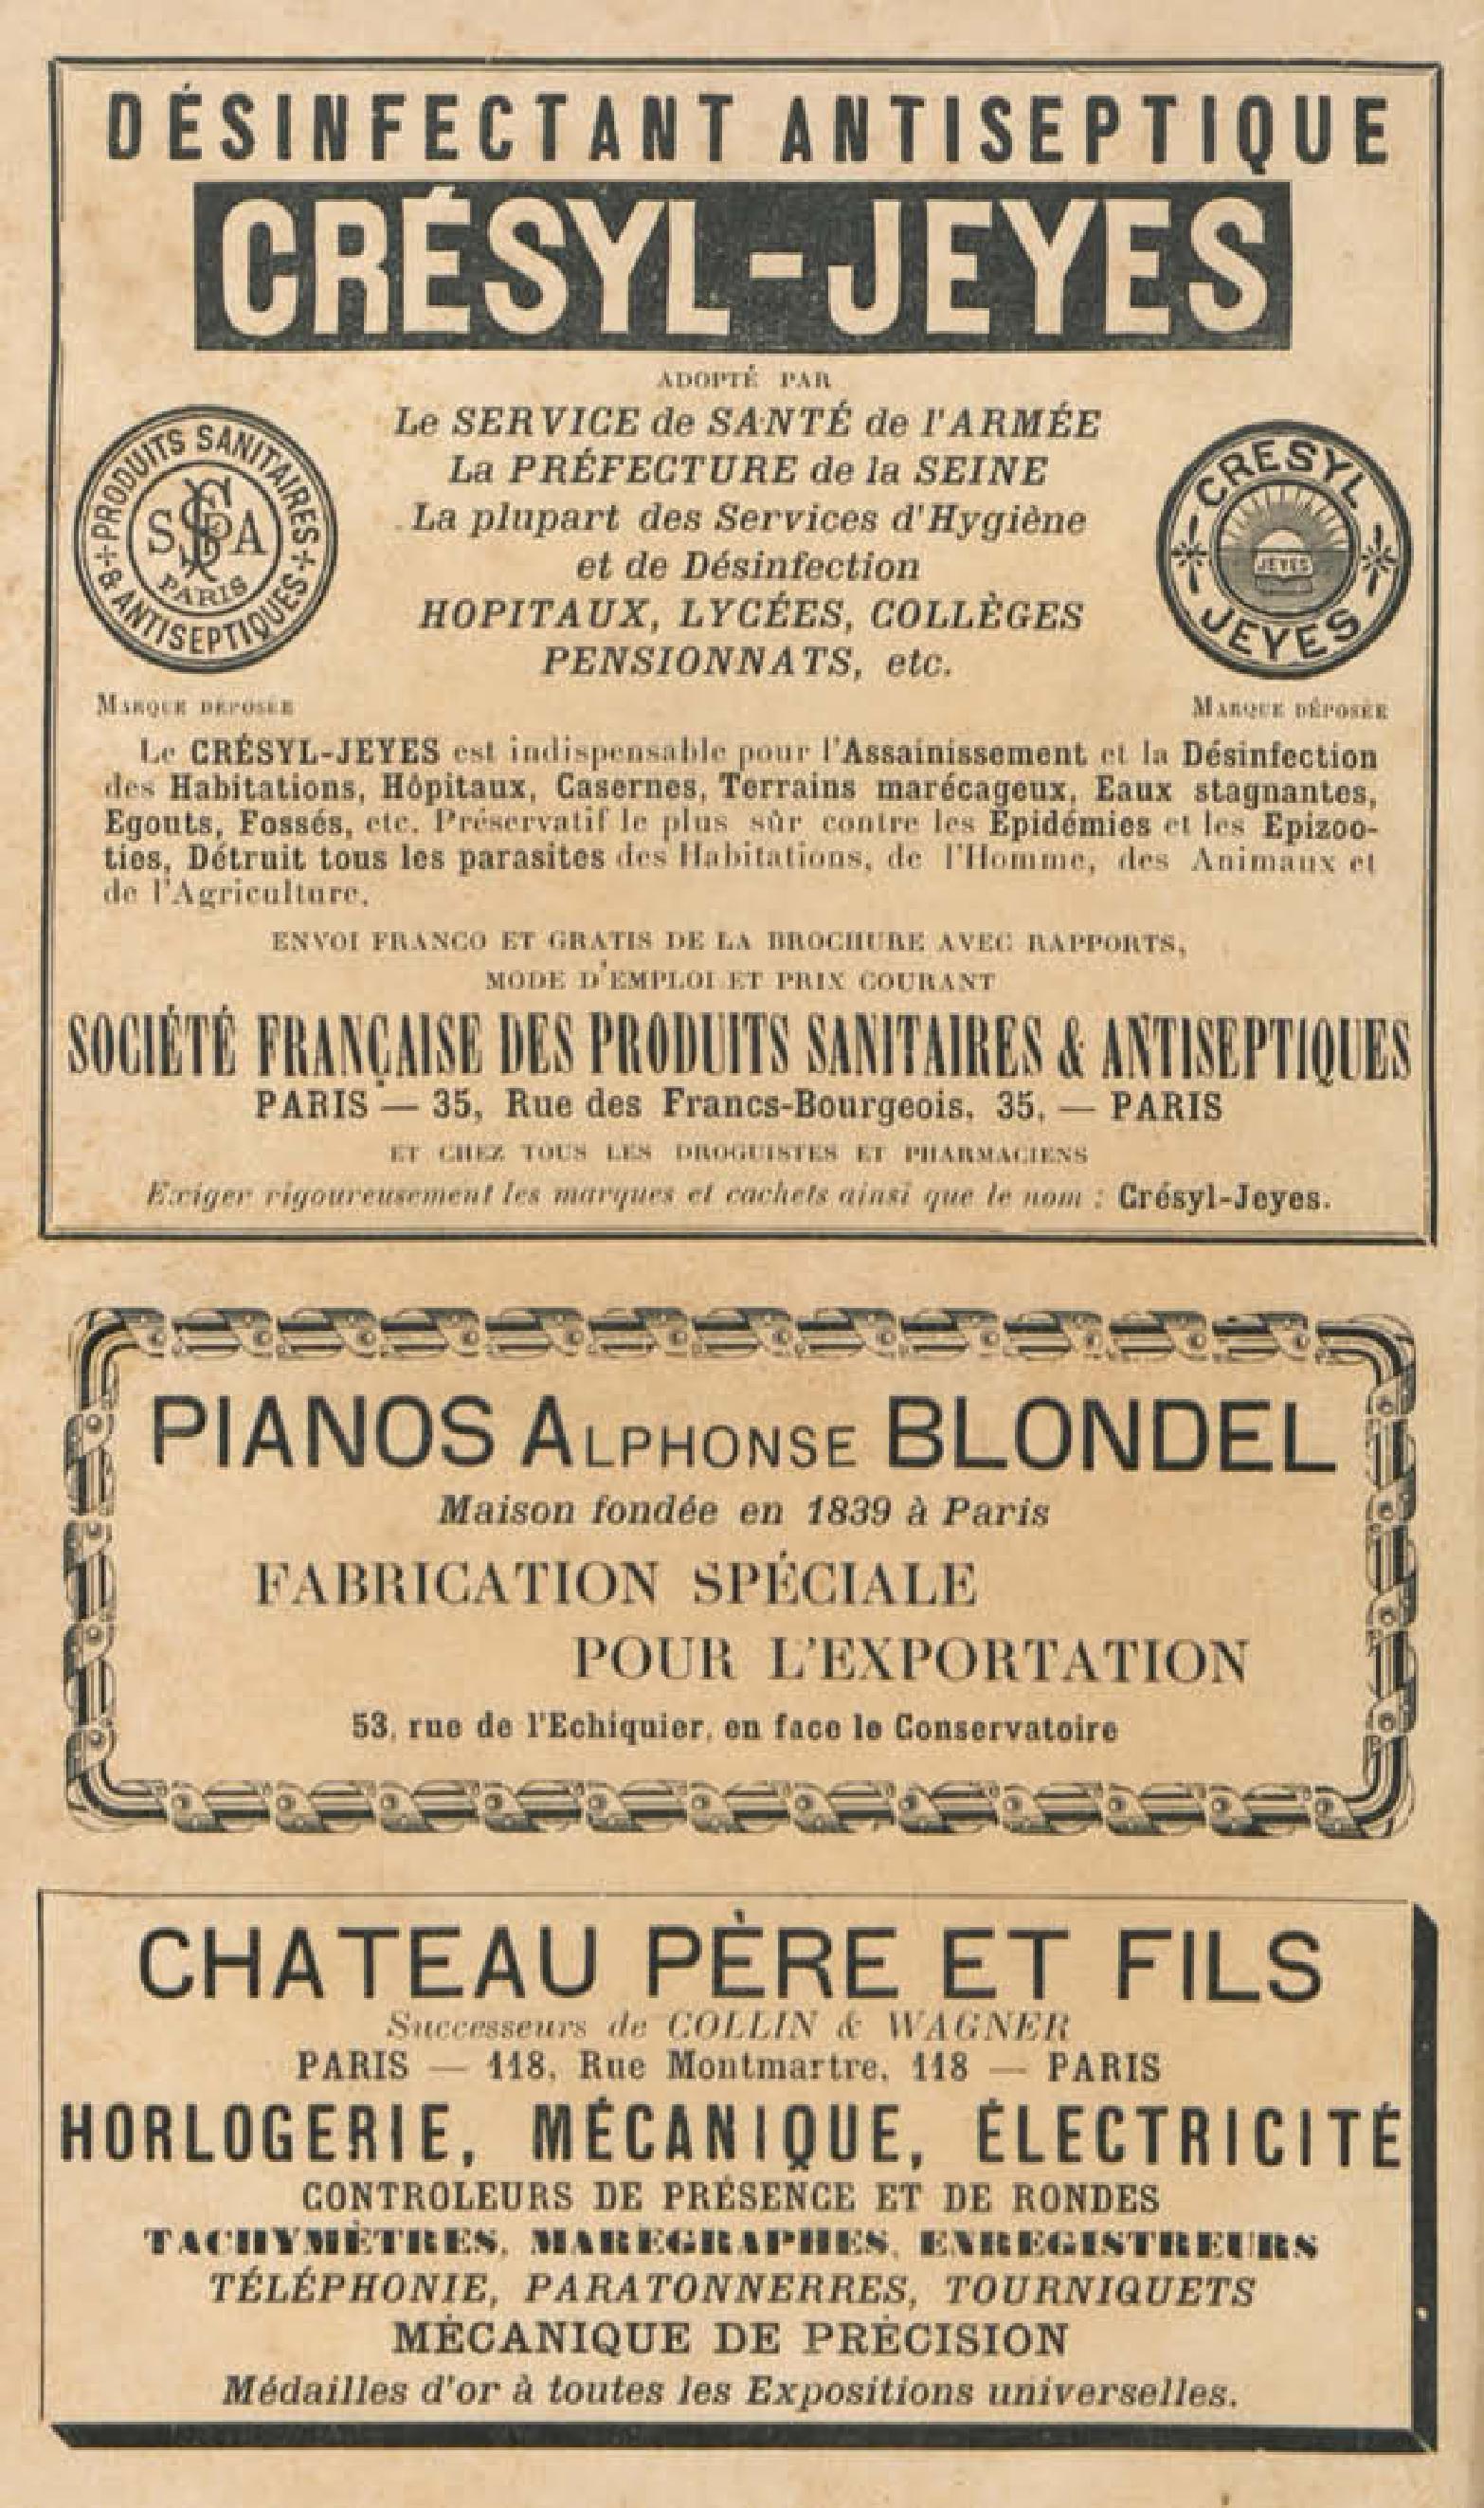 DÉSINFECTANT ANTISEPTIQUE
CRÉSYL-JEYES
ADOPTÉ PAR
Le SERVICE de SANTÉ de l'ARMÉE
La PRÉFECTURE de la SEINE
La plupart des Services d'Hygiène
et de Désinfection
HOPITAUX, LYCÉES, COLLÈGES
PENSIONNATS, etc.
PRODUITS SANITAIRES
& ANTISEPTIQUES
PARIS
MARQUE DÉPOSÉE
CRESYL
JEYES
JEYES
MARQUE DÉPOSÉE
Le CRÉSYL-JEYES est indispensable pour l'Assainissement et la Désinfection
des Habitations, Hôpitaux, Casernes, Terrains marécageux, Eaux stagnantes,
Egouts, Fossés, etc. Préservatif le plus sûr contre les Epidémies et les Epizoo-
ties, Détruit tous les parasites des Habitations, de l'Homme, des Animaux et
de l'Agriculture.
ENVOI FRANCO ET GRATIS DE LA BROCHURE AVEC RAPPORTS,
MODE D'EMPLOI ET PRIX COURANT
SOCIÉTÉ FRANÇAISE DES PRODUITS SANITAIRES & ANTISEPTIQUES
PARIS — 35, Rue des Francs-Bourgeois, 35, — PARIS
ET CHEZ TOUS LES DROGUISTES ET PHARMACIENS
Exiger rigoureusement les marques et cachets ainsi que le nom : Crésyl-Jeyes.
PIANOS ALPHONSE BLONDEL
Maison fondée en 1839 à Paris
FABRICATION SPÉCIALE
POUR L'EXPORTATION
53, rue de l'Echiquier, en face le Conservatoire
CHATEAU PÈRE ET FILS
Successeurs de COLLIN & WAGNER
PARIS — 118, Rue Montmartre, 118 — PARIS
HORLOGERIE, MÉCANIQUE, ÉLECTRICITÉ
CONTROLEURS DE PRÉSENCE ET DE RONDES
TACHYMÈTRES, MAREGRAPHES, ENREGISTREURS
TÉLÉPHONIE, PARATONNERRES, TOURNIQUETS
MÉCANIQUE DE PRÉCISION
Médailles d'or à toutes les Expositions universelles.